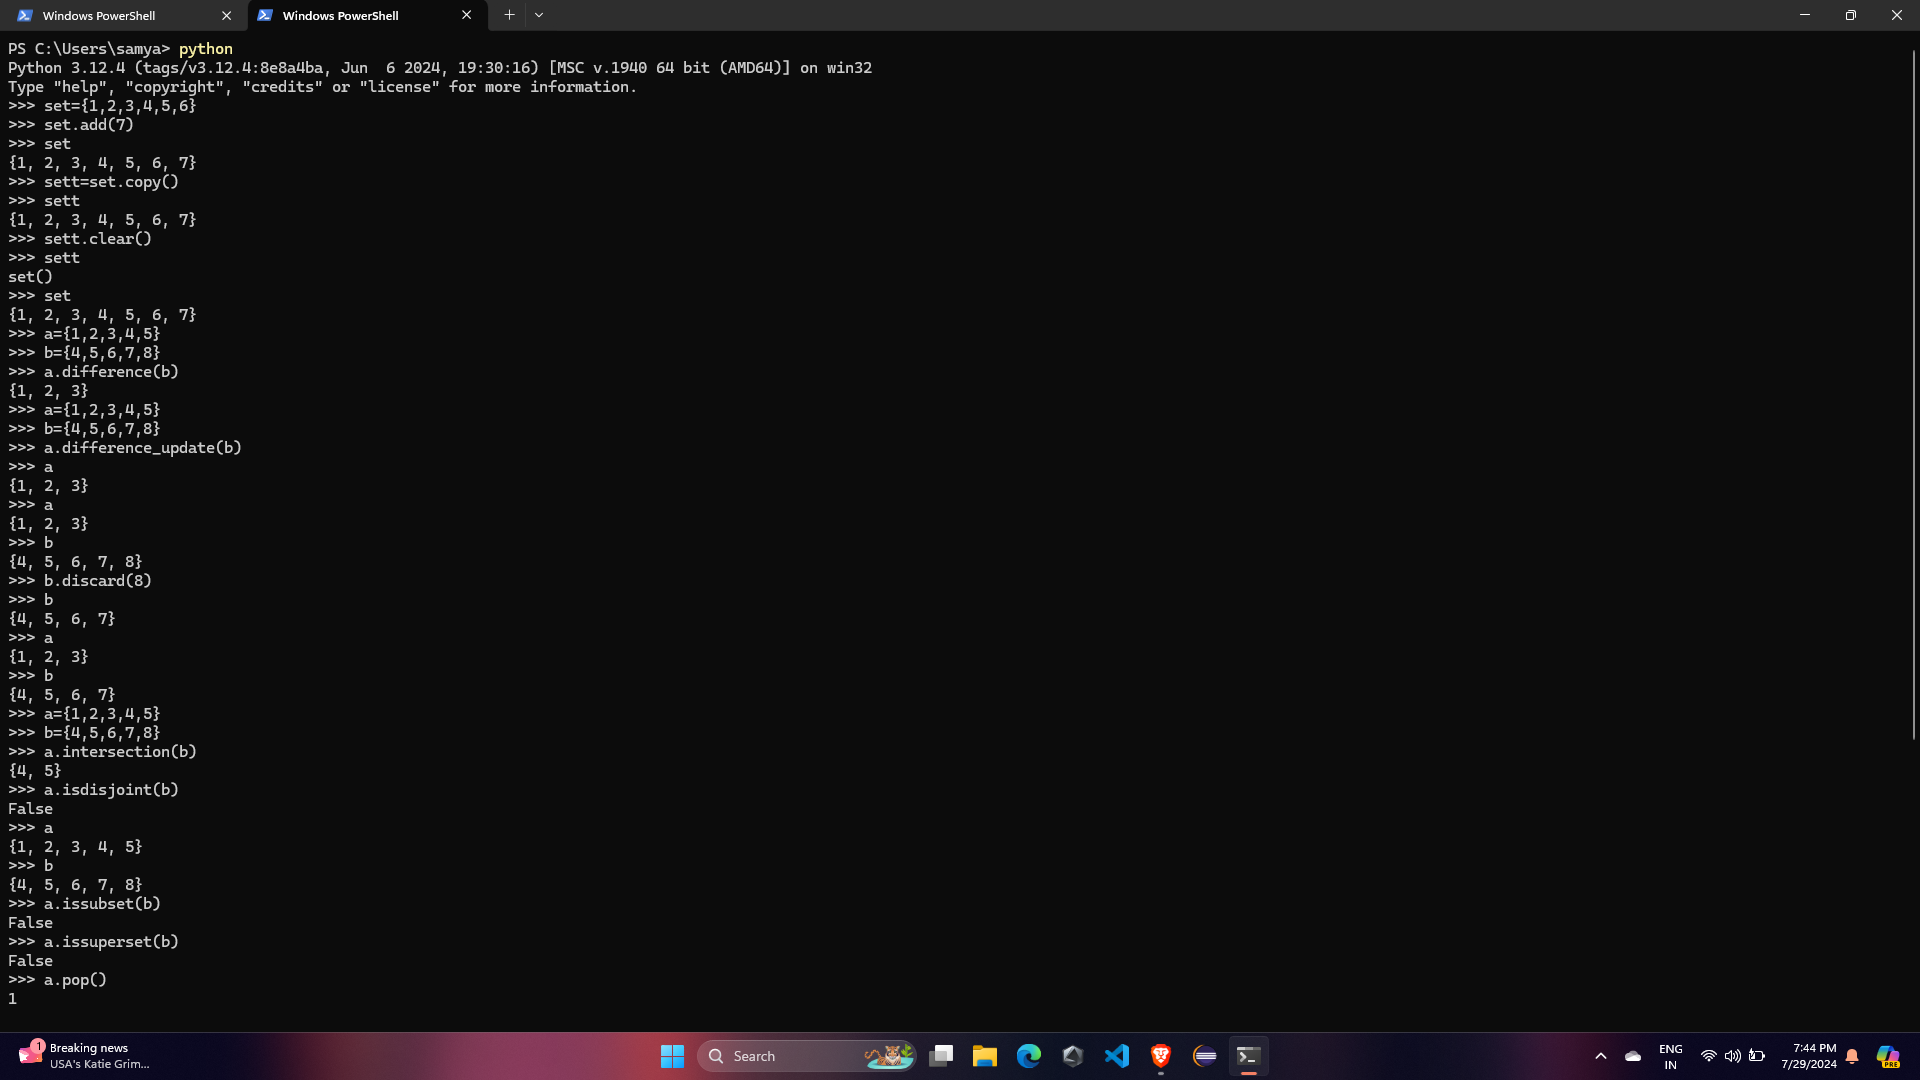 Windows PowerShell
Windows PowerShell
PS C:\Users\samya> python
Python 3.12.4 (tags/v3.12.4:8e8a4ba, Jun  6 2024, 19:30:16) [MSC v.1940 64 bit (AMD64)] on win32
Type "help", "copyright", "credits" or "license" for more information.
>>> set={1,2,3,4,5,6}
>>> set.add(7)
>>> set
{1, 2, 3, 4, 5, 6, 7}
>>> sett=set.copy()
>>> sett
{1, 2, 3, 4, 5, 6, 7}
>>> sett.clear()
>>> sett
set()
>>> set
{1, 2, 3, 4, 5, 6, 7}
>>> a={1,2,3,4,5}
>>> b={4,5,6,7,8}
>>> a.difference(b)
{1, 2, 3}
>>> a={1,2,3,4,5}
>>> b={4,5,6,7,8}
>>> a.difference_update(b)
>>> a
{1, 2, 3}
>>> a
{1, 2, 3}
>>> b
{4, 5, 6, 7, 8}
>>> b.discard(8)
>>> b
{4, 5, 6, 7}
>>> a
{1, 2, 3}
>>> b
{4, 5, 6, 7}
>>> a={1,2,3,4,5}
>>> b={4,5,6,7,8}
>>> a.intersection(b)
{4, 5}
>>> a.isdisjoint(b)
False
>>> a
{1, 2, 3, 4, 5}
>>> b
{4, 5, 6, 7, 8}
>>> a.issubset(b)
False
>>> a.issuperset(b)
False
>>> a.pop()
1
1
Breaking news
USA's Katie Grim...
Search
ENG
IN
7:44 PM
7/29/2024
PRE